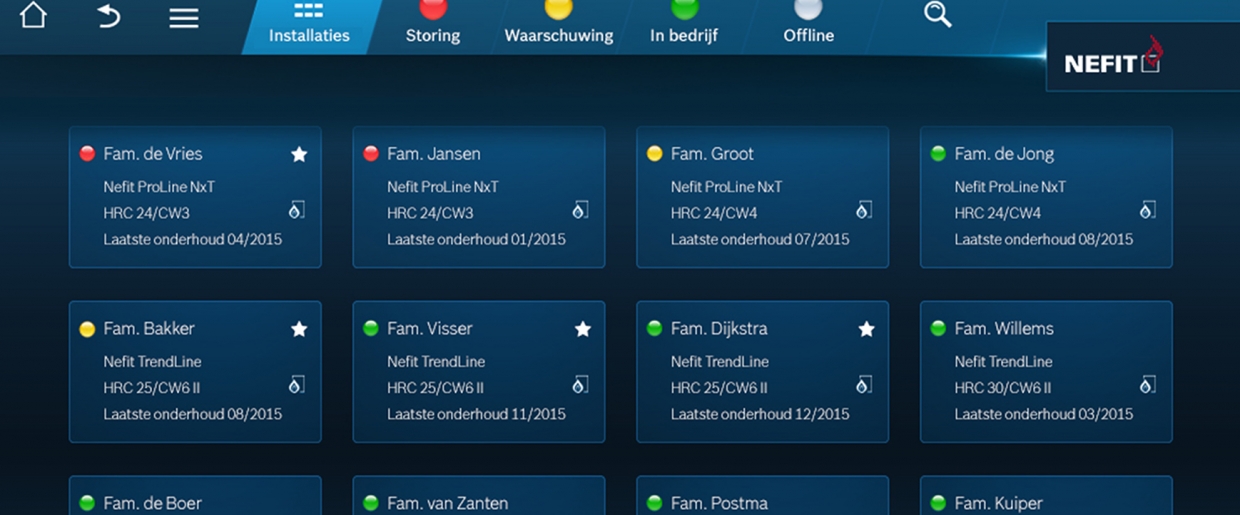 Installaties
Storing
Waarschuwing
In bedrijf
Offline
NEFIT
Fam. de Vries
Nefit ProLine NxT
HRC 24/CW3
Laatste onderhoud 04/2015
Fam. Jansen
Nefit ProLine NxT
HRC 24/CW3
Laatste onderhoud 01/2015
Fam. Groot
Nefit ProLine NxT
HRC 24/CW4
Laatste onderhoud 07/2015
Fam. de Jong
Nefit ProLine NxT
HRC 24/CW4
Laatste onderhoud 08/2015
Fam. Bakker
Nefit TrendLine
HRC 25/CW6 II
Laatste onderhoud 08/2015
Fam. Visser
Nefit TrendLine
HRC 25/CW6 II
Laatste onderhoud 11/2015
Fam. Dijkstra
Nefit TrendLine
HRC 25/CW6 II
Laatste onderhoud 12/2015
Fam. Willems
Nefit TrendLine
HRC 30/CW6 II
Laatste onderhoud 03/2015
Fam. de Boer
Fam. van Zanten
Fam. Postma
Fam. Kuiper